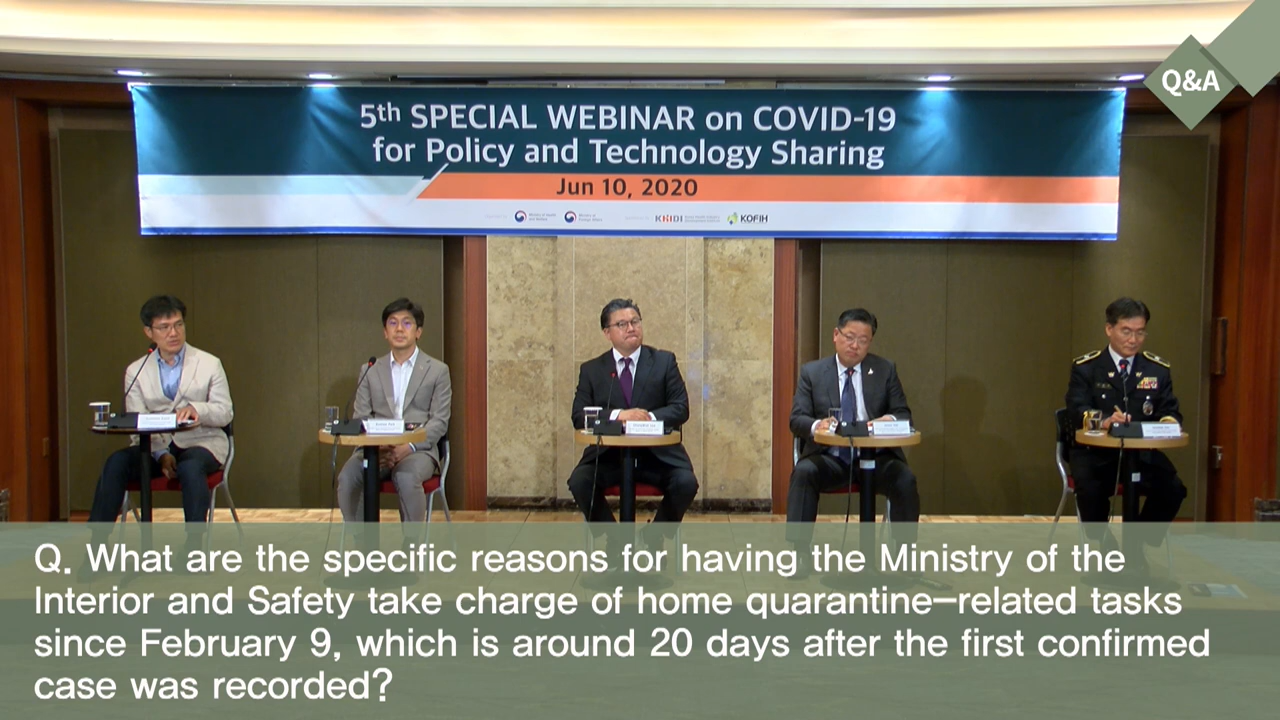 Q&A
5th SPECIAL WEBINAR on COVID-19
for Policy and Technology Sharing
Jun 10, 2020
KHIDI
KOFIH
Q. What are the specific reasons for having the Ministry of the
Interior and Safety take charge of home quarantine-related tasks
since February 9, which is around 20 days after the first confirmed
case was recorded?